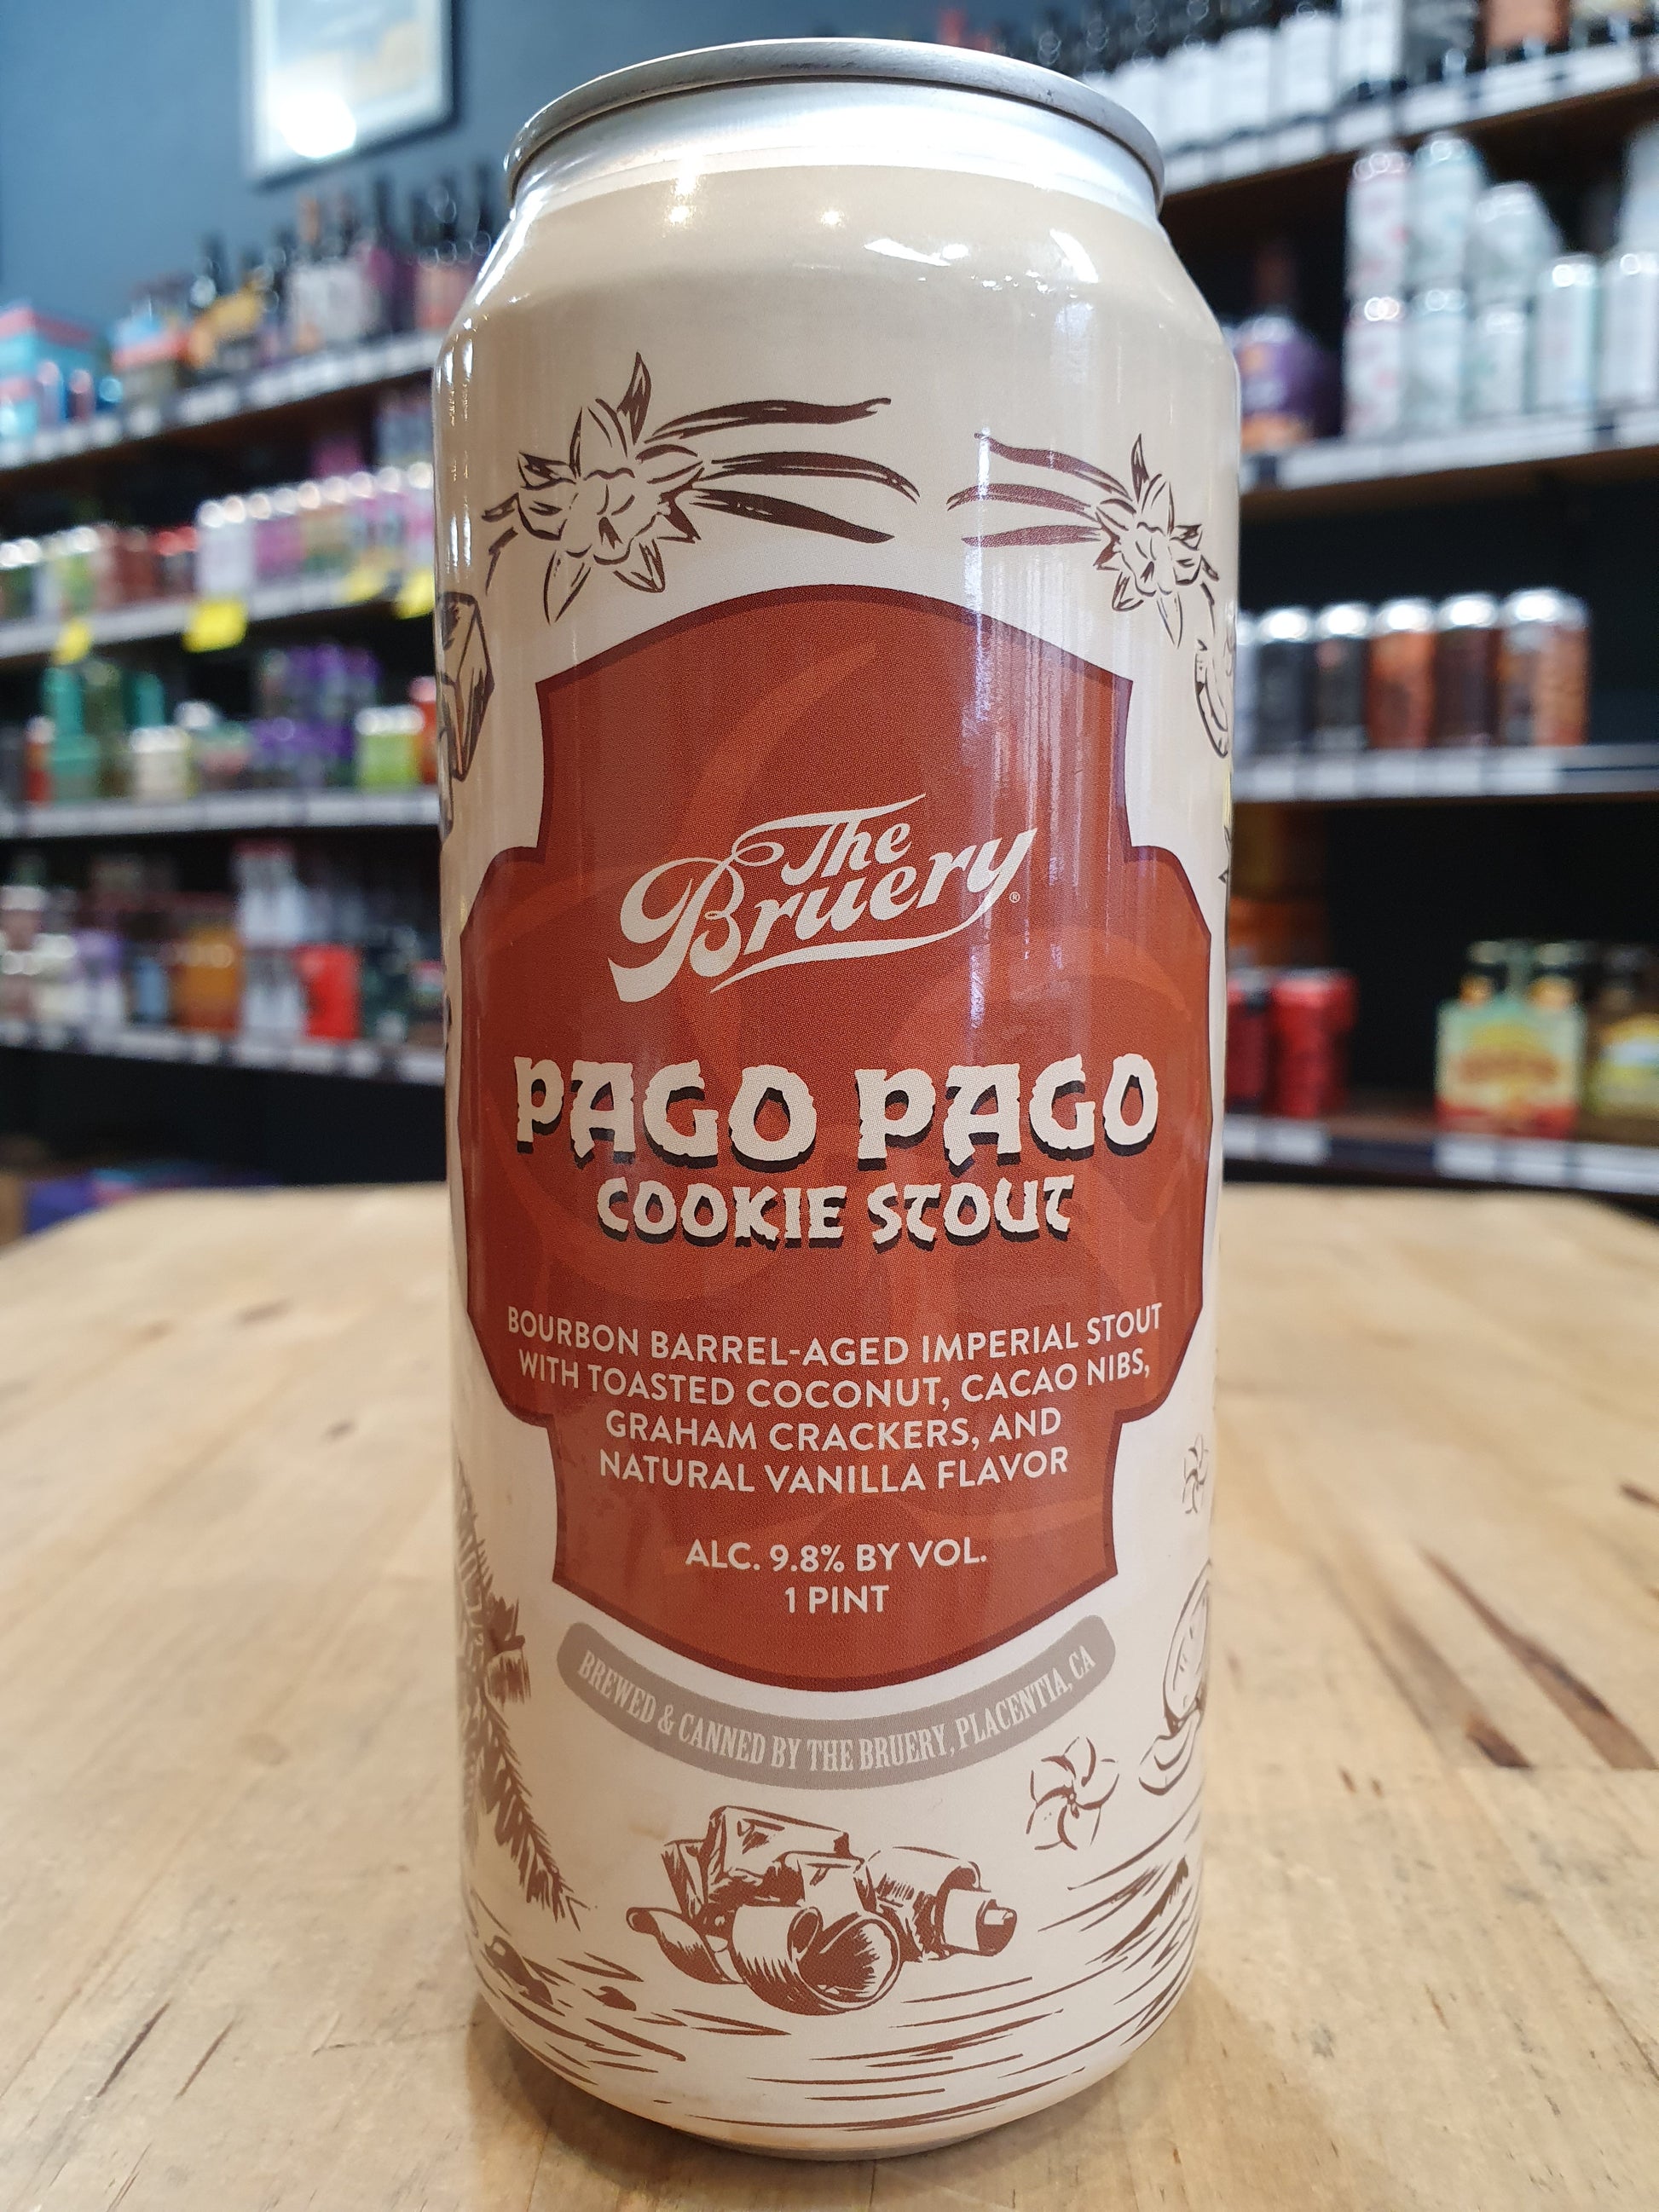 The
Bruery®
PAGO PAGO
COOKIE STOUT
BOURBON BARREL-AGED IMPERIAL STOUT
WITH TOASTED COCONUT, CACAO NIBS,
GRAHAM CRACKERS, AND
NATURAL VANILLA FLAVOR
ALC. 9.8% BY VOL.
1 PINT
BREWED & CANNED BY THE BRUERY, PLACENTIA, CA